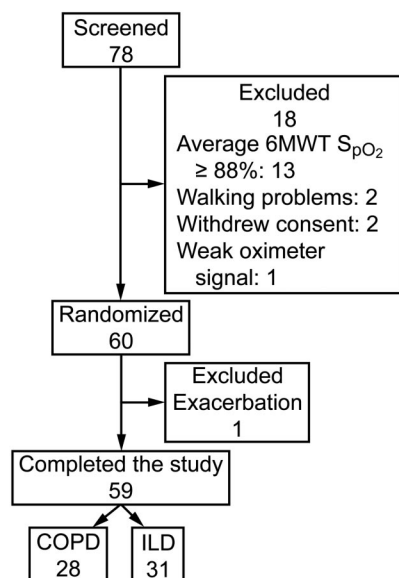 Screened
78
Excluded
18
Average 6MWT SpO2
≥ 88%: 13
Walking problems: 2
Withdrew consent: 2
Weak oximeter
signal: 1
Randomized
60
Excluded
Exacerbation
1
Completed the study
59
COPD
28
ILD
31